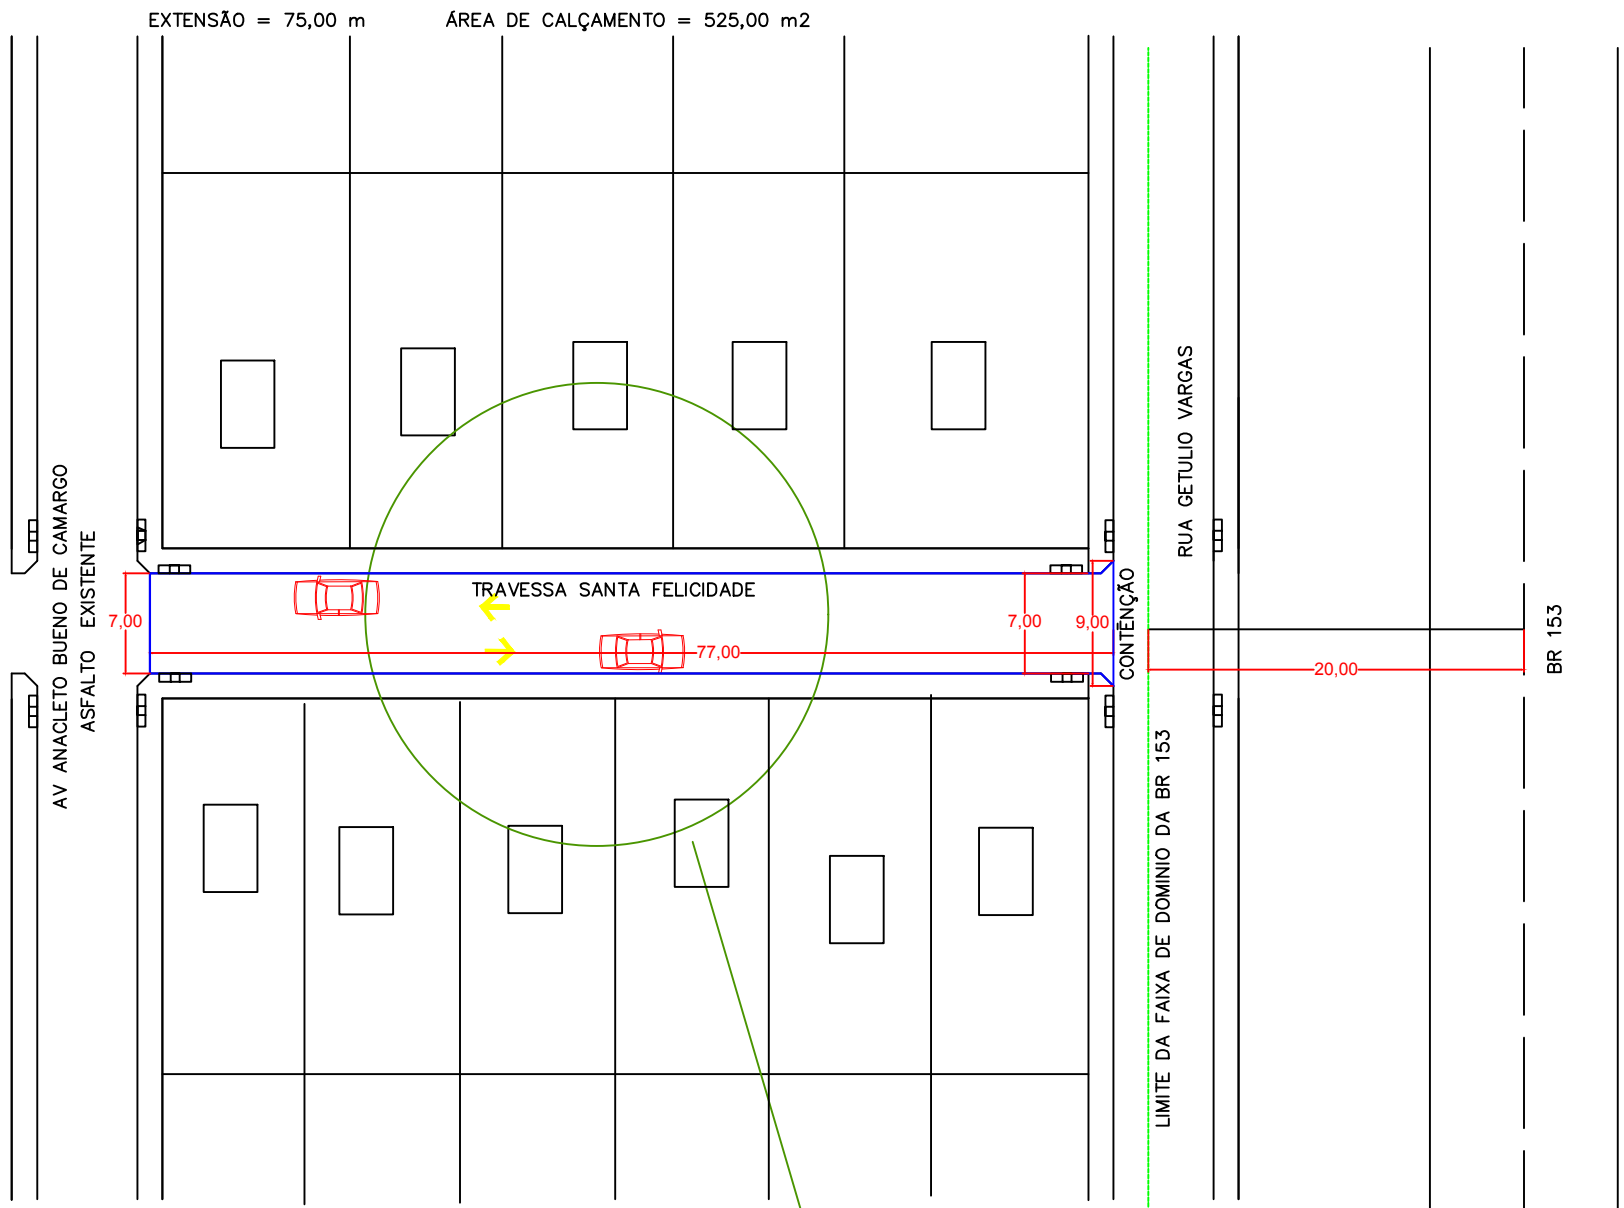 EXTENSÃO = 75,00 m
ÁREA DE CALÇAMENTO = 525,00 m2
AV ANACLETO BUENO DE CAMARGO
ASFALTO EXISTENTE
7,00
TRAVESSA SANTA FELICIDADE
77,00
7,00
9,00
CONTENÇÃO
RUA GETULIO VARGAS
LIMITE DA FAIXA DE DOMINIO DA BR 153
20,00
BR 153